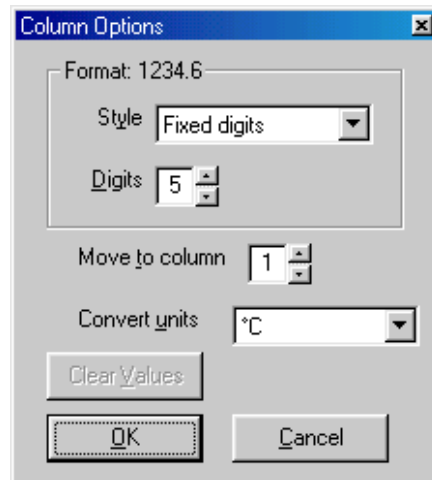 Column Options
Format: 1234.6
Style Fixed digits
Digits 5
Move to column 1
Convert units °C
Clear Values
OK Cancel